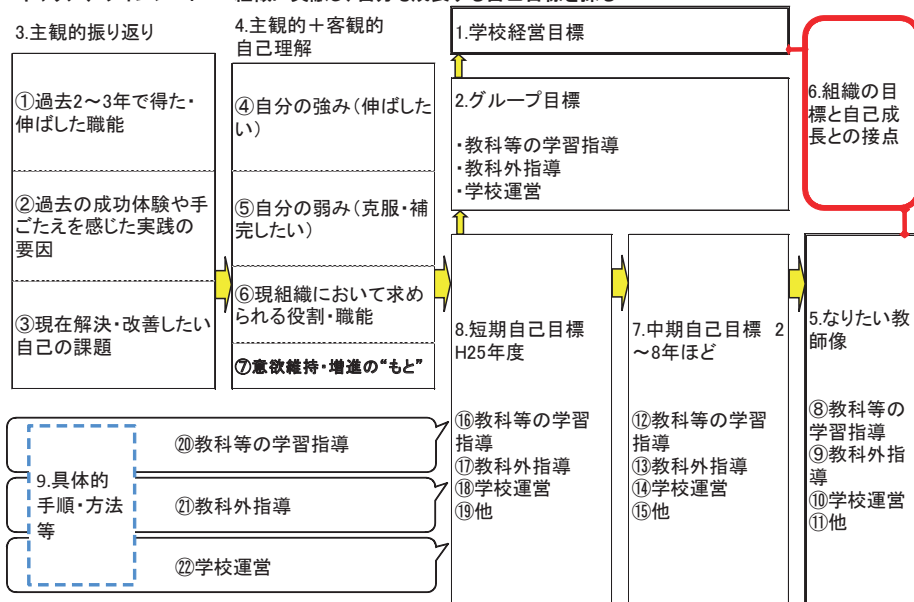 3.主観的振り返り
①過去2～3年で得た・
伸ばした職能
②過去の成功体験や手
ごたえを感じた実践の
要因
③現在解決・改善したい
自己の課題
4.主観的＋客観的
自己理解
④自分の強み（伸ばした
い）
⑤自分の弱み（克服・補
完したい）
⑥現組織において求め
られる役割・職能
⑦意欲維持・増進の“もと”
1.学校経営目標
2.グループ目標
・教科等の学習指導
・教科外指導
・学校運営
6.組織の目
標と自己成
長との接点
8.短期自己目標
H25年度
⑯教科等の学習
指導
⑰教科外指導
⑱学校運営
⑲他
7.中期自己目標 2
～8年ほど
⑫教科等の学習
指導
⑬教科外指導
⑭学校運営
⑮他
5.なりたい教
師像
⑧教科等の
学習指導
⑨教科外指
導
⑩学校運営
⑪他
9.具体的
手順・方法
等
⑳教科等の学習指導
㉑教科外指導
㉒学校運営